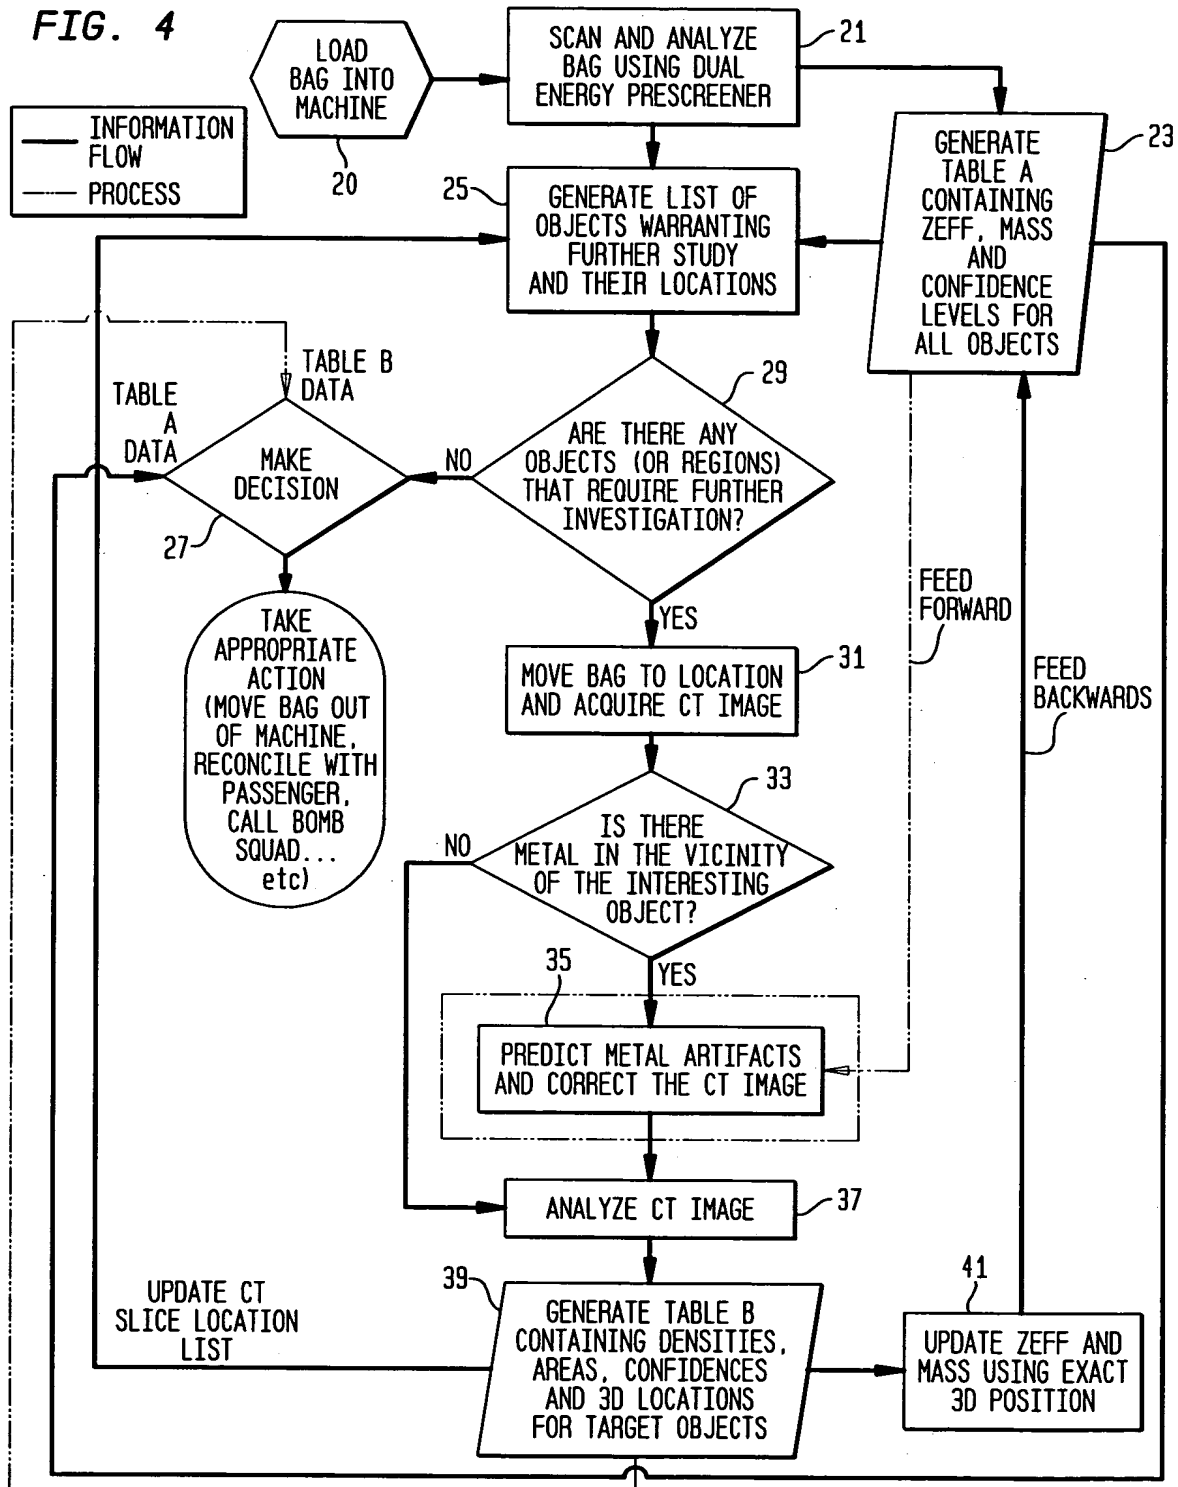 FIG. 4
LOAD
BAG INTO
MACHINE
20
SCAN AND ANALYZE
BAG USING DUAL
ENERGY PRESCREENER
21
INFORMATION
FLOW
PROCESS
GENERATE
TABLE A
CONTAINING
ZEFF, MASS
AND
CONFIDENCE
LEVELS FOR
ALL OBJECTS
23
25
GENERATE LIST OF
OBJECTS WARRANTING
FURTHER STUDY
AND THEIR LOCATIONS
TABLE B
DATA
TABLE
A
DATA
MAKE
DECISION
27
NO
29
ARE THERE ANY
OBJECTS (OR REGIONS)
THAT REQUIRE FURTHER
INVESTIGATION?
YES
TAKE
APPROPRIATE
ACTION
(MOVE BAG OUT
OF MACHINE,
RECONCILE WITH
PASSENGER,
CALL BOMB
SQUAD...
etc)
FEED
FORWARD
FEED
BACKWARDS
31
MOVE BAG TO LOCATION
AND ACQUIRE CT IMAGE
33
NO
IS THERE
METAL IN THE VICINITY
OF THE INTERESTING
OBJECT?
YES
35
PREDICT METAL ARTIFACTS
AND CORRECT THE CT IMAGE
ANALYZE CT IMAGE
37
UPDATE CT
SLICE LOCATION
LIST
39
GENERATE TABLE B
CONTAINING DENSITIES,
AREAS, CONFIDENCES
AND 3D LOCATIONS
FOR TARGET OBJECTS
41
UPDATE ZEFF AND
MASS USING EXACT
3D POSITION